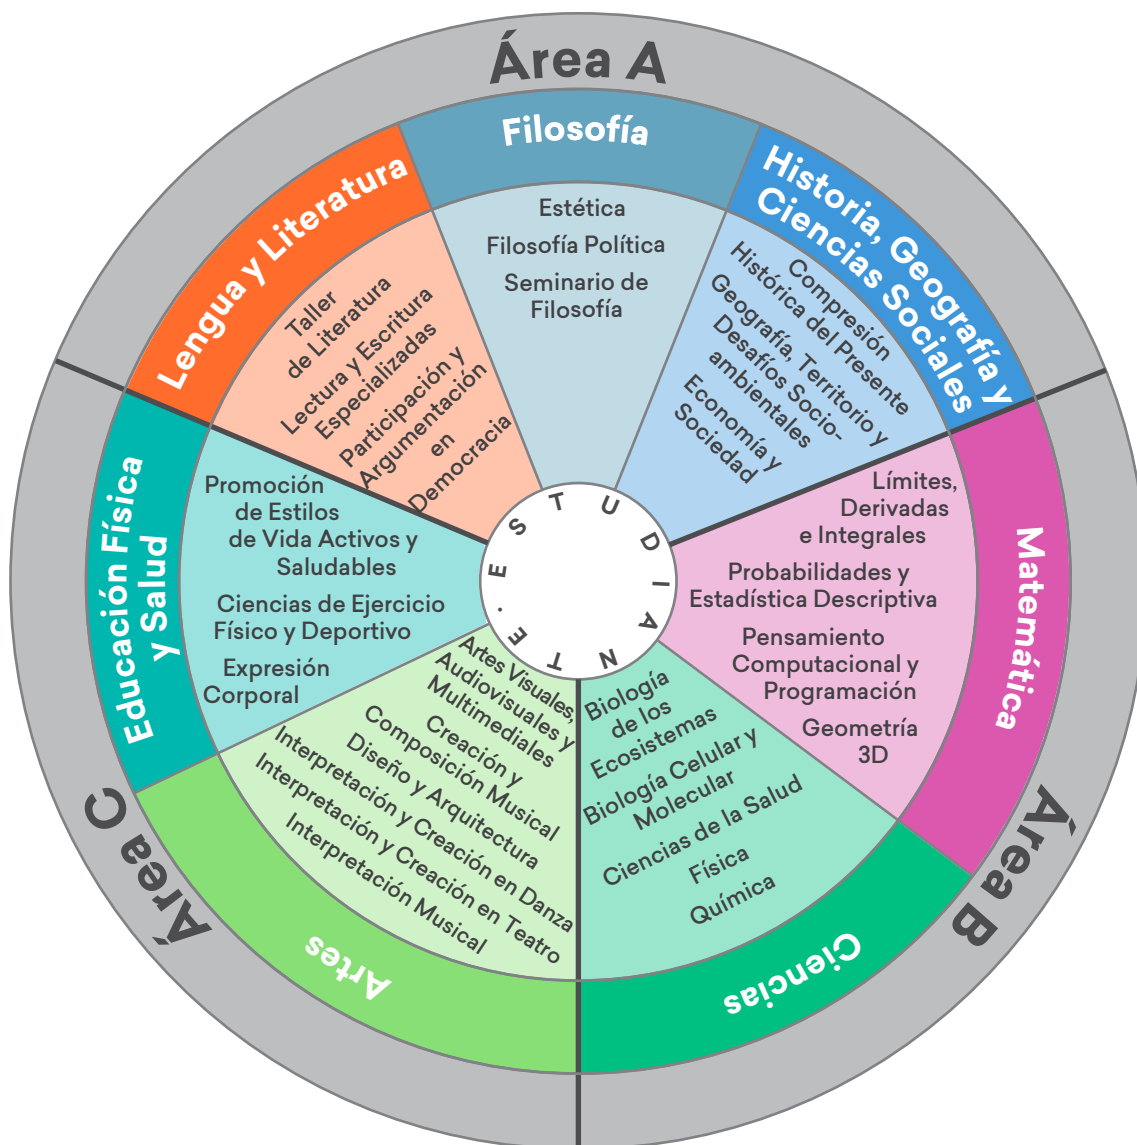 Área A
Filosofía
Estética
Filosofía Política
Seminario de
Filosofía
Historia, Geografía y
Ciencias Sociales
Compresión
Histórica del Presente
Geografía, Territorio y
Desafíos Socio-
ambientales
Economía y
Sociedad
Lengua y Literatura
Taller
de Literatura
Lectura y Escritura
Especializadas
Participación y
Argumentación
en
Democracia
Área B
Matemática
Límites,
Derivadas
e Integrales
Probabilidades y
Estadística Descriptiva
Pensamiento
Computacional y
Programación
Geometría
3D
Ciencias
Biología
de los
Ecosistemas
Biología Celular y
Molecular
Ciencias de la Salud
Física
Química
Área C
Artes
Artes Visuales,
Audiovisuales y
Multimediales
Creación y
Composición Musical
Diseño y Arquitectura
Interpretación y Creación en Danza
Interpretación y Creación en Teatro
Interpretación Musical
Educación Física
y Salud
Promoción
de Estilos
de Vida Activos y
Saludables
Ciencias de Ejercicio
Físico y Deportivo
Expresión
Corporal
ESTUDIANTE.